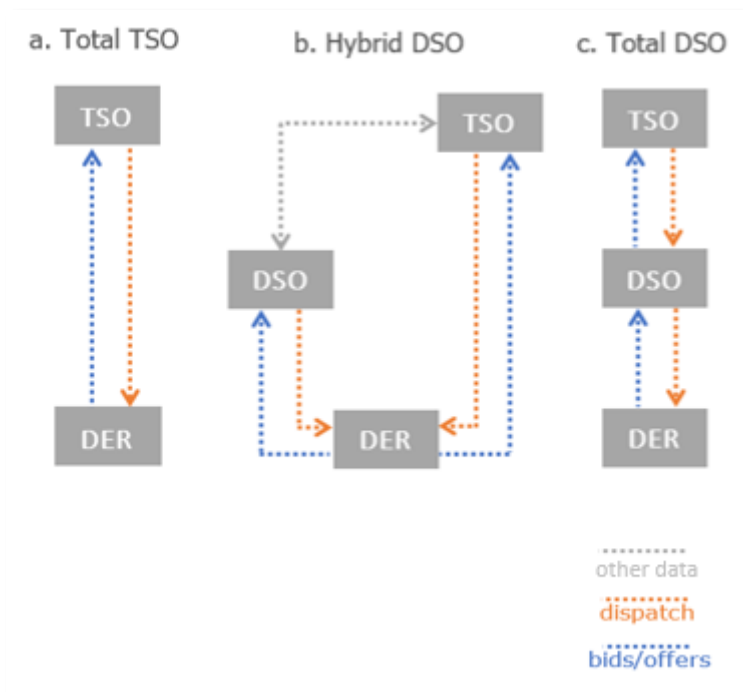 a. Total TSO
b. Hybrid DSO
c. Total DSO
TSO
TSO
TSO
DSO
DSO
DER
DER
DER
other data
dispatch
bids/offers